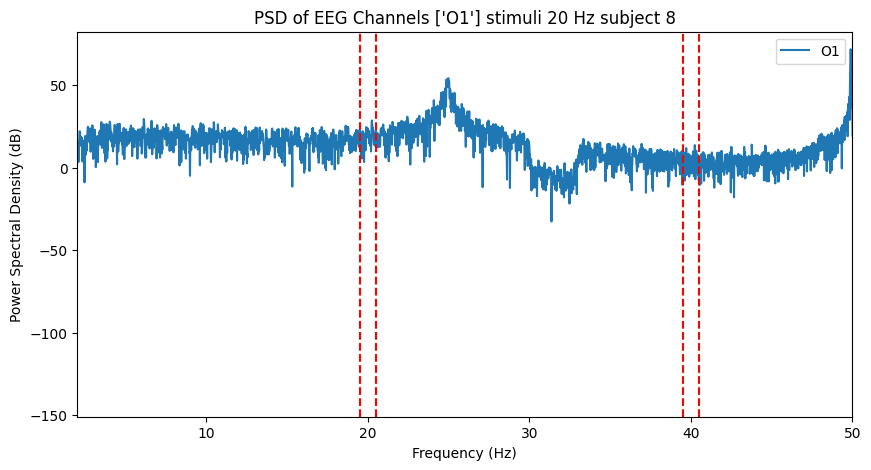 PSD of EEG Channels ['O1'] stimuli 20 Hz subject 8
O1
Power Spectral Density (dB)
50
0
−50
−100
−150
10
20
30
40
50
Frequency (Hz)